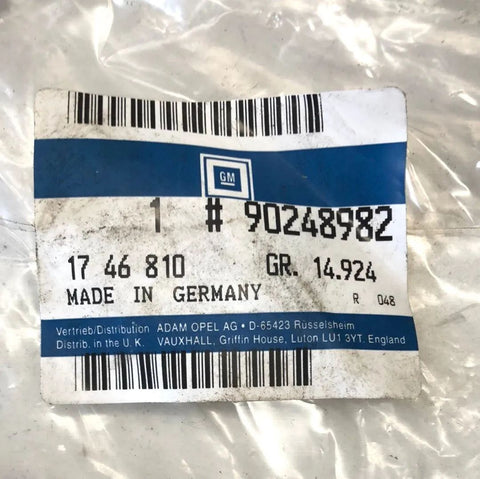 GM
1 # 90248982
17 46 810 GR. 14.924
MADE IN GERMANY R 048
Vertrieb/Distribution ADAM OPEL AG • D-65423 Rüsselsheim
Distrib. in the U.K. VAUXHALL, Griffin House, Luton LU1 3YT, England